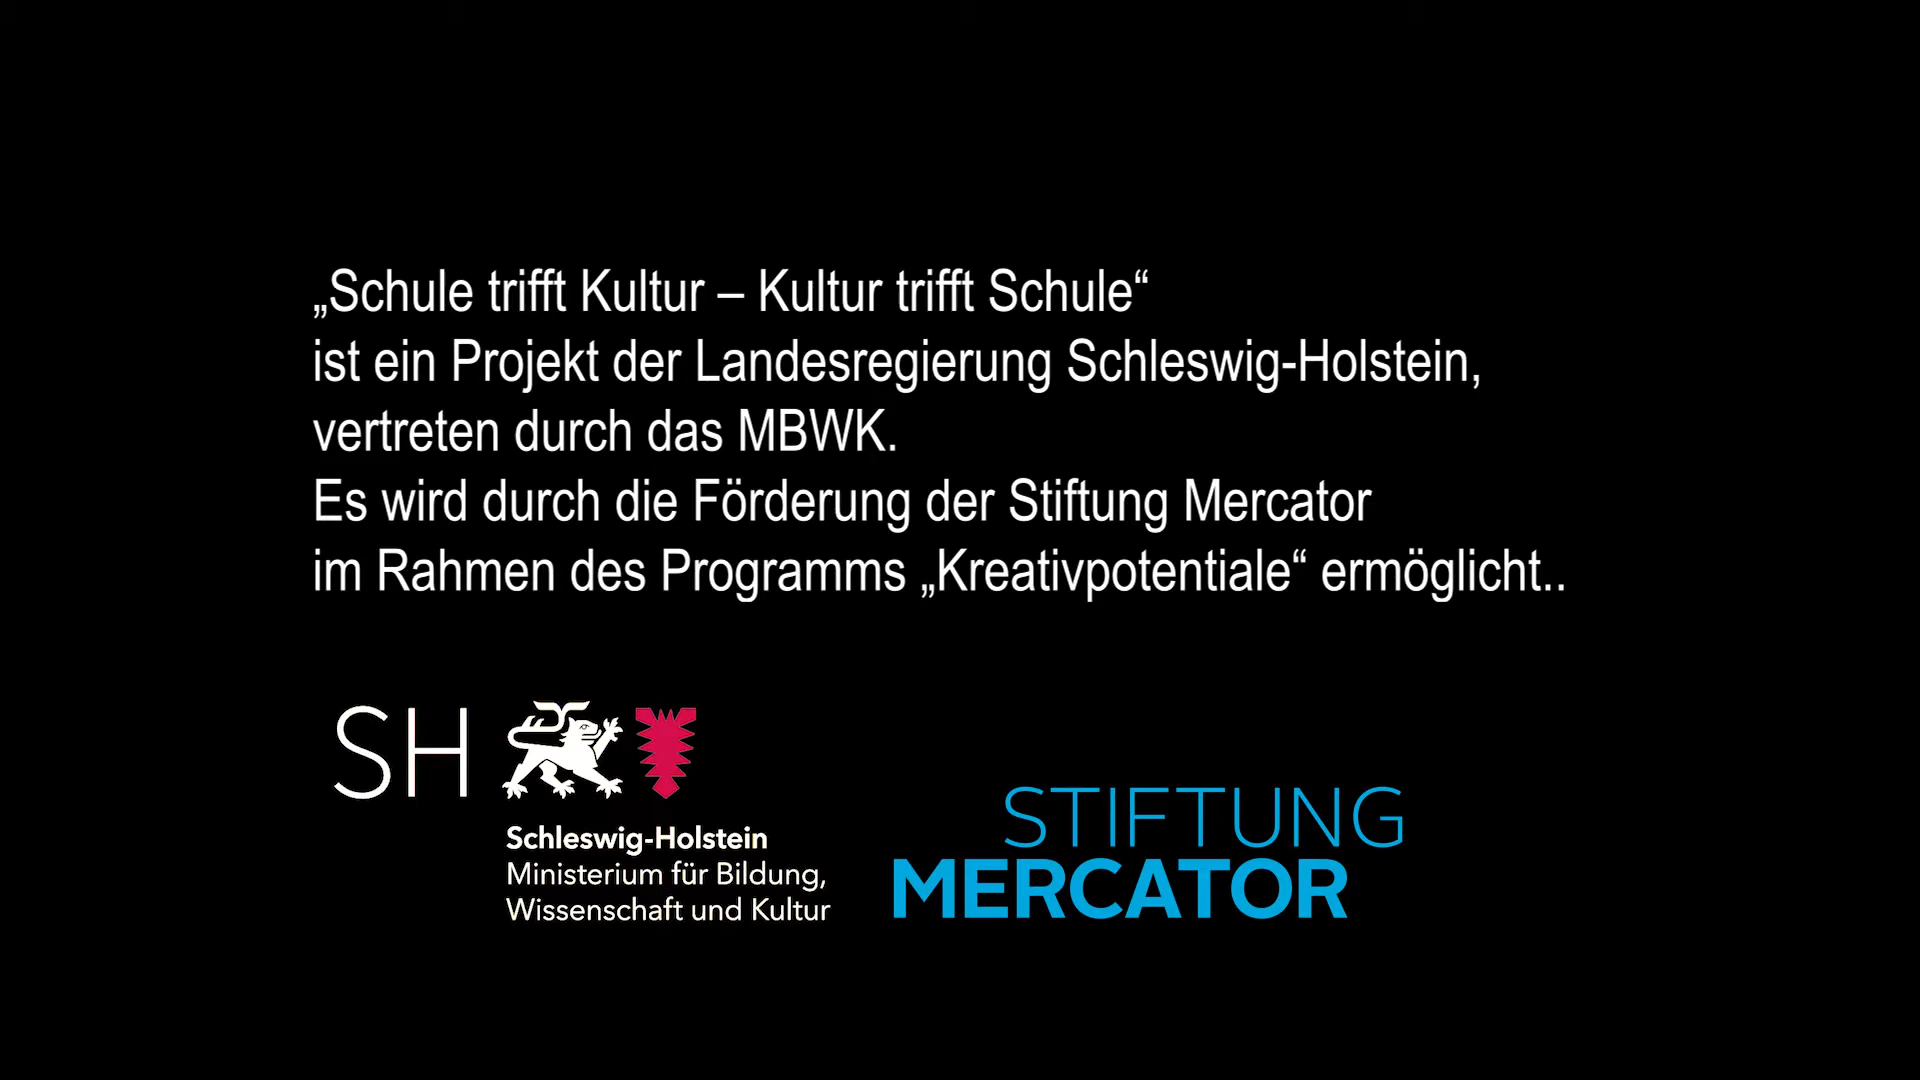 „Schule trifft Kultur – Kultur trifft Schule“
ist ein Projekt der Landesregierung Schleswig-Holstein,
vertreten durch das MBWK.
Es wird durch die Förderung der Stiftung Mercator
im Rahmen des Programms „Kreativpotentiale“ ermöglicht..
SH
Schleswig-Holstein
Ministerium für Bildung,
Wissenschaft und Kultur
STIFTUNG
MERCATOR